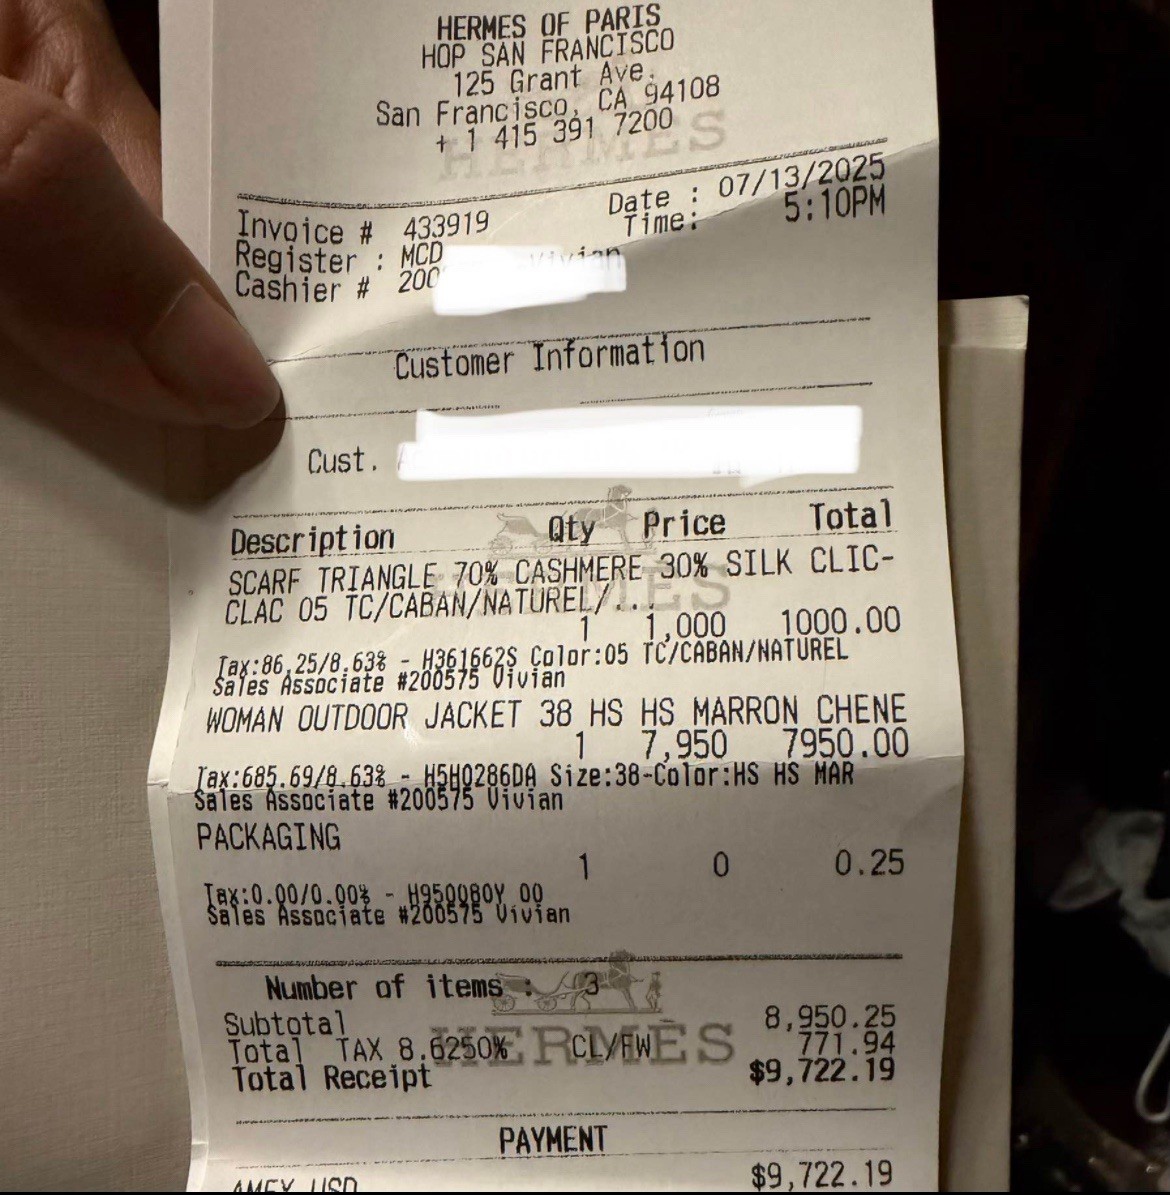 HERMES OF PARIS
HOP SAN FRANCISCO
125 Grant Ave.
San Francisco, CA 94108
+ 1 415 391 7200
HERMES
Invoice # 433919 Date : 07/13/2025
Register : MCD Time: 5:10PM
Cashier # 200 Vivian
Customer Information
Cust.
Description Qty Price Total
SCARF TRIANGLE 70% CASHMERE 30% SILK CLIC-
CLAC 05 TC/CABAN/NATUREL/...
1 1,000 1000.00
Tax:86.25/8.63% - H361662S Color:05 TC/CABAN/NATUREL
Sales Associate #200575 Vivian
HERMES
WOMAN OUTDOOR JACKET 38 HS HS MARRON CHENE
1 7,950 7950.00
Tax:685.69/8.63% - H5H0286DA Size:38-Color:HS HS MAR
Sales Associate #200575 Vivian
PACKAGING
1 0 0.25
Tax:0.00/0.00% - H950080Y 00
Sales Associate #200575 Vivian
Number of items : 3
Subtotal 8,950.25
Total TAX 8.6250% CL/FW 771.94
HERMÈS
Total Receipt $9,722.19
PAYMENT
AMEX USD $9,722.19